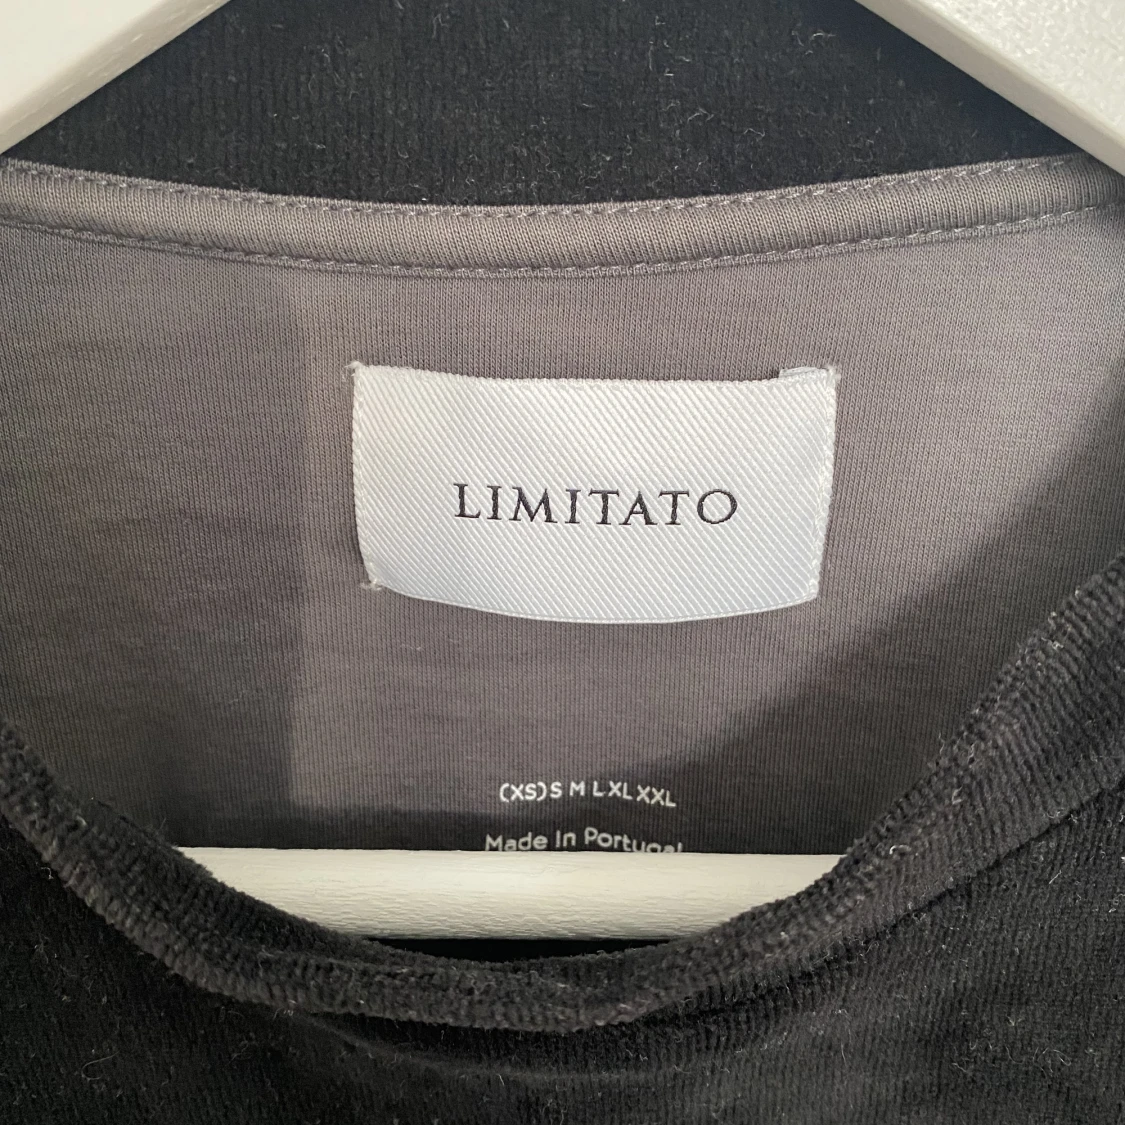 LIMITATO
(XS) S M L XL XXL
Made In Portugal